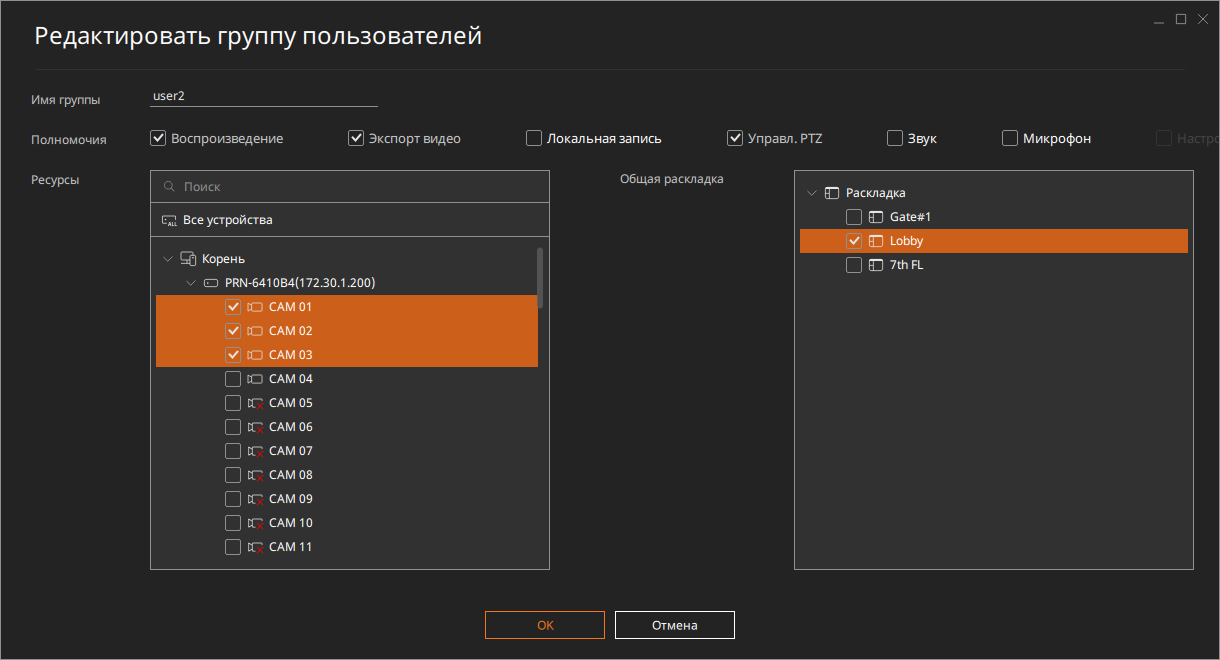 Редактировать группу пользователей
Имя группы user2
Полномочия Воспроизведение Экспорт видео Локальная запись Управл. PTZ Звук Микрофон
Ресурсы Поиск Общая раскладка
Все устройства
Корень
PRN-6410B4(172.30.1.200)
CAM 01
CAM 02
CAM 03
CAM 04
CAM 05
CAM 06
CAM 07
CAM 08
CAM 09
CAM 10
CAM 11
Раскладка
Gate#1
Lobby
7th FL
OK Отмена